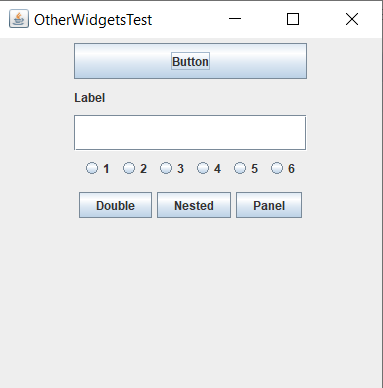 OtherWidgetsTest
Button
Label
1 2 3 4 5 6
Double Nested Panel